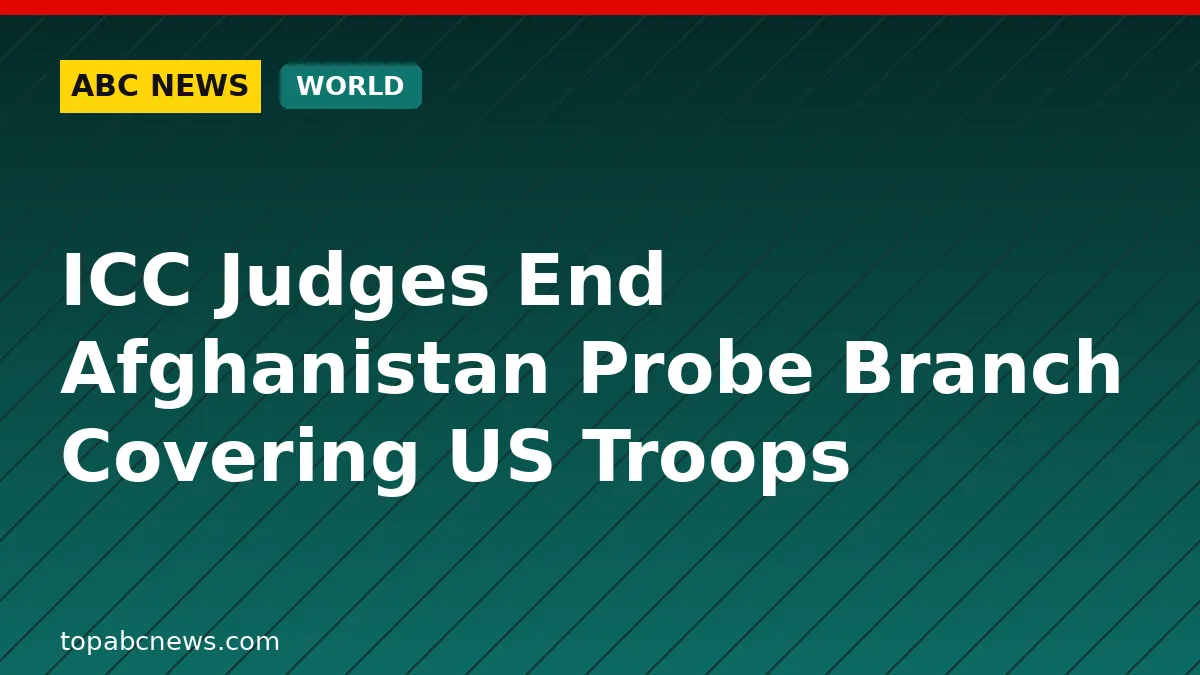 ABC NEWS WORLD
ICC Judges End
Afghanistan Probe Branch
Covering US Troops
topabcnews.com